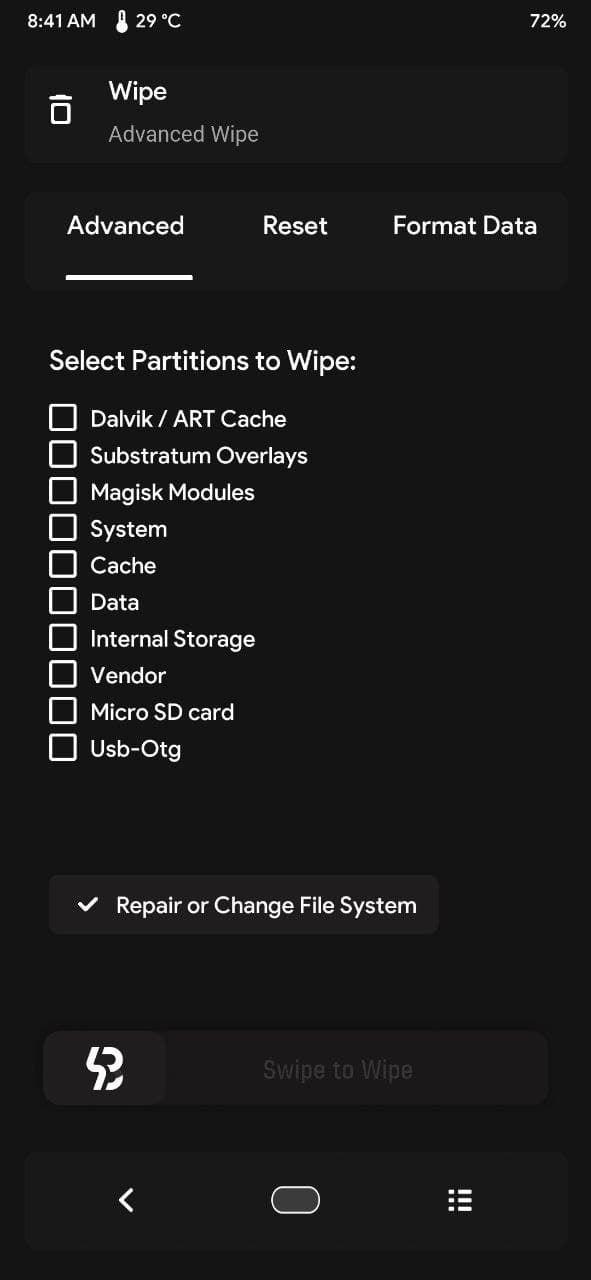 8:41 AM 29 °C 72%
Wipe
Advanced Wipe
Advanced Reset Format Data
Select Partitions to Wipe:
Dalvik / ART Cache
Substratum Overlays
Magisk Modules
System
Cache
Data
Internal Storage
Vendor
Micro SD card
Usb-Otg
Repair or Change File System
Swipe to Wipe